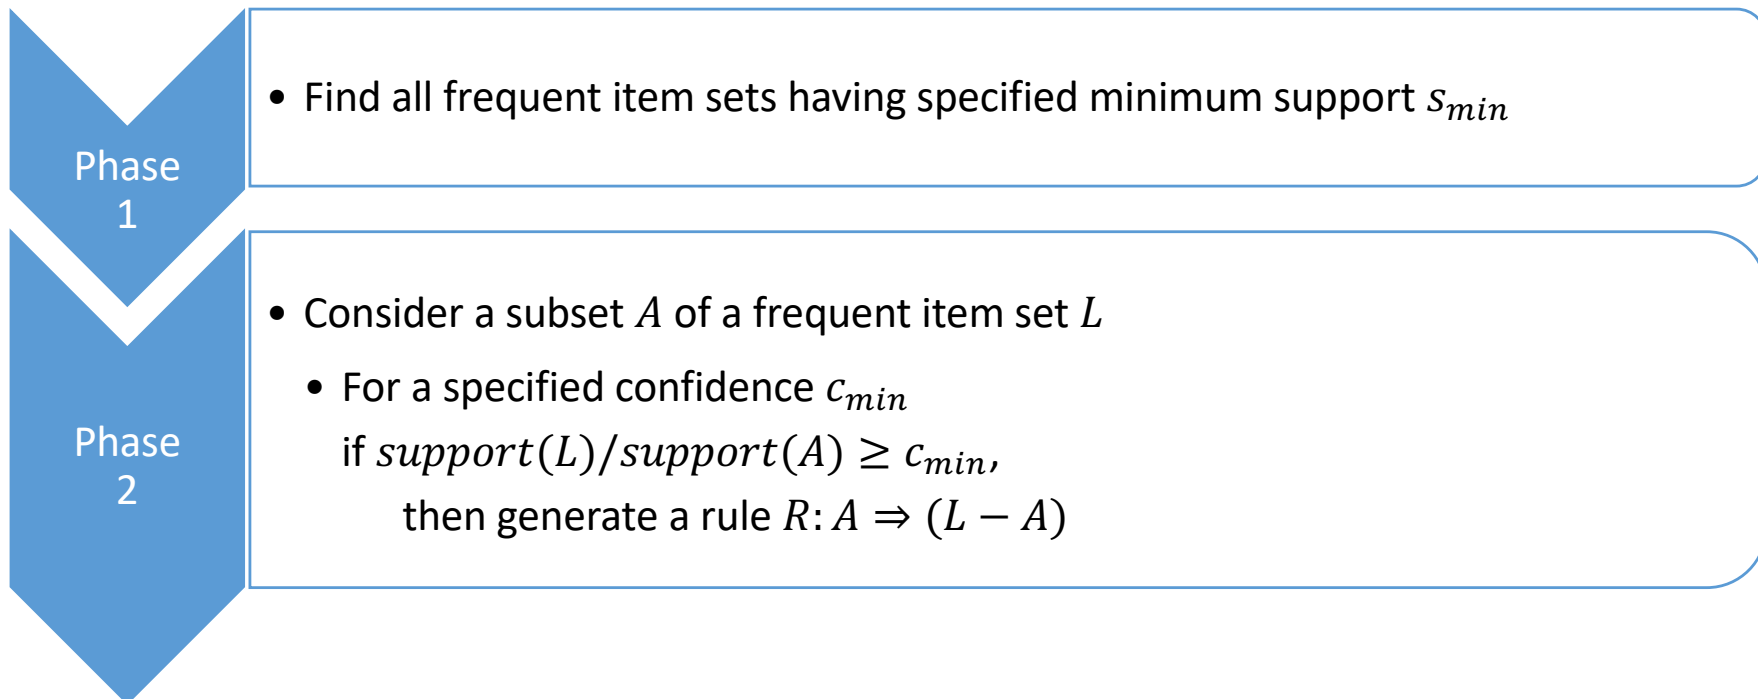 Phase
1
• Find all frequent item sets having specified minimum support s_min
Phase
2
• Consider a subset A of a frequent item set L
• For a specified confidence c_min
if support(L)/support(A) ≥ c_min,
then generate a rule R: A ⇒ (L − A)